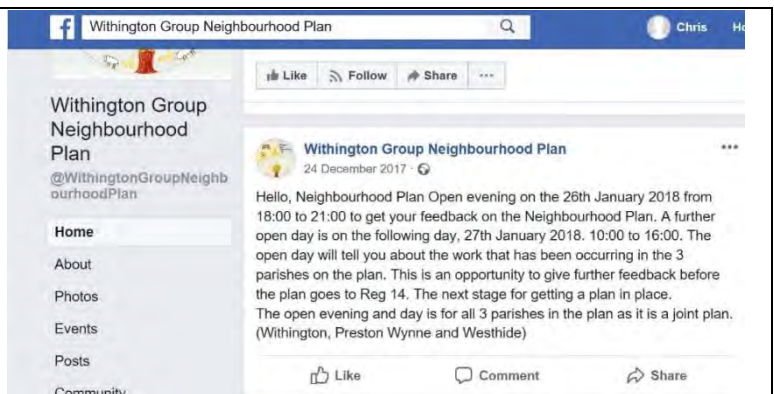 f Withington Group Neighbourhood Plan Chris
Like Follow Share ...
Withington Group
Neighbourhood
Plan
@WithingtonGroupNeighb
ourhoodPlan
Home
About
Photos
Events
Posts
Community
Withington Group Neighbourhood Plan ...
24 December 2017 ·
Hello, Neighbourhood Plan Open evening on the 26th January 2018 from
18:00 to 21:00 to get your feedback on the Neighbourhood Plan. A further
open day is on the following day, 27th January 2018. 10:00 to 16:00. The
open day will tell you about the work that has been occurring in the 3
parishes on the plan. This is an opportunity to give further feedback before
the plan goes to Reg 14. The next stage for getting a plan in place.
The open evening and day is for all 3 parishes in the plan as it is a joint plan.
(Withington, Preston Wynne and Westhide)
Like Comment Share